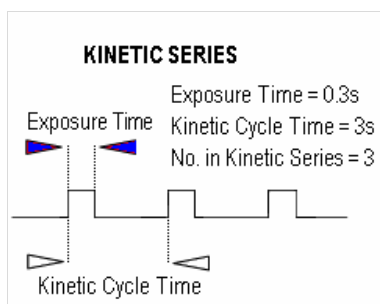 KINETIC SERIES
Exposure Time = 0.3s
Exposure Time
Kinetic Cycle Time = 3s
No. in Kinetic Series = 3
Kinetic Cycle Time